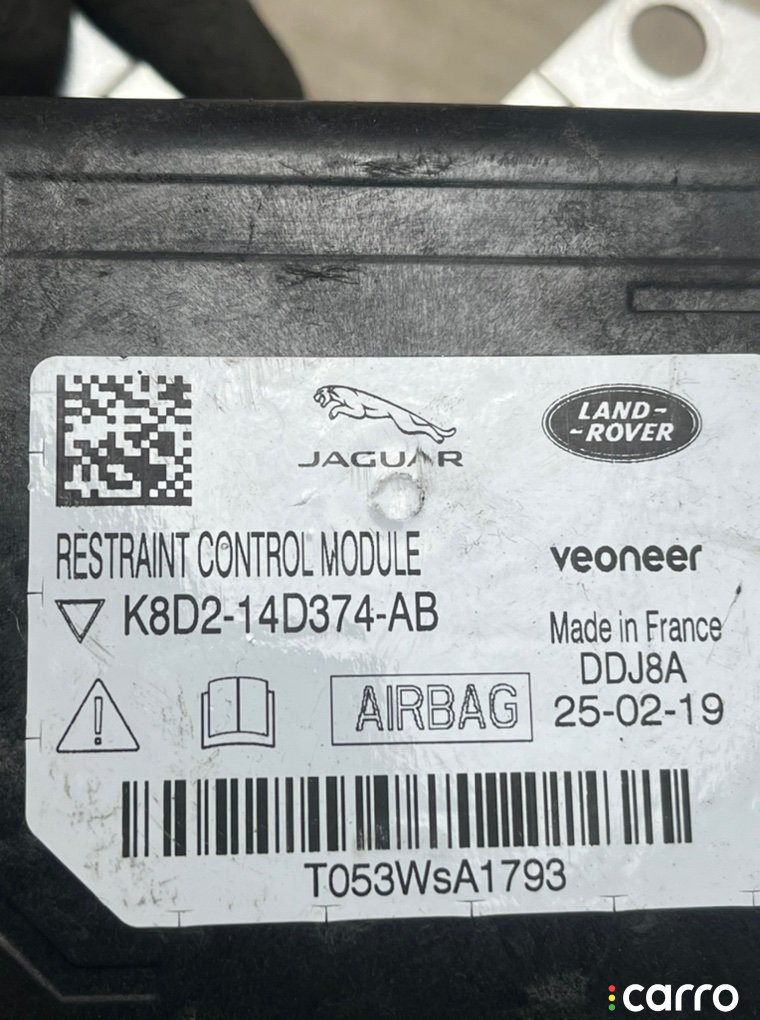 JAGUAR
LAND-
-ROVER
RESTRAINT CONTROL MODULE
veoneer
K8D2-14D374-AB
Made in France
DDJ8A
AIRBAG
25-02-19
T053WsA1793
carro